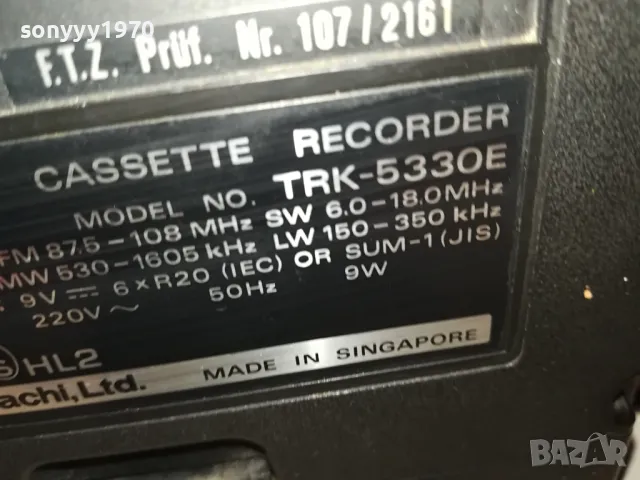 sonyyy1970
F.T.Z. Prüf. Nr. 107/2161
CASSETTE RECORDER
MODEL NO. TRK-5330E
FM 87.5-108 MHz SW 6.0-18.0MHz
MW 530-1605 kHz LW 150-350 kHz
9V 6×R20 (IEC) OR SUM-1 (JIS)
220V~ 50Hz 9W
S HL2
achi,Ltd. MADE IN SINGAPORE
BAZAR